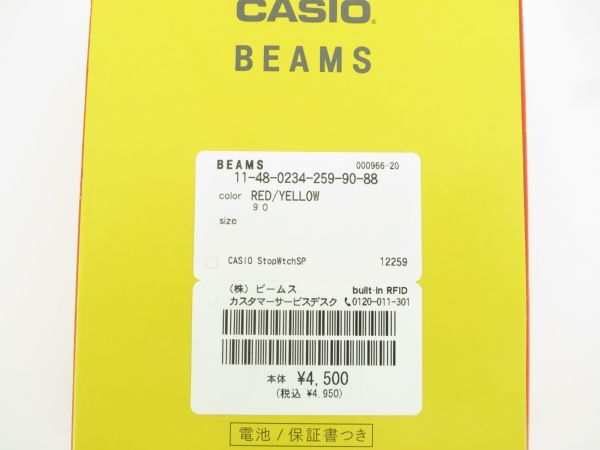 CASIO®
BEAMS
BEAMS 000966-20
11-48-0234-259-90-88
color RED/YELLOW
90
size
CASIO StopWtchSP 12259
(株) ビームス built-in RFID
カスタマーサービスデスク 0120-011-301
本体 ¥4,500
(税込 ¥4,950)
電池/保証書つき